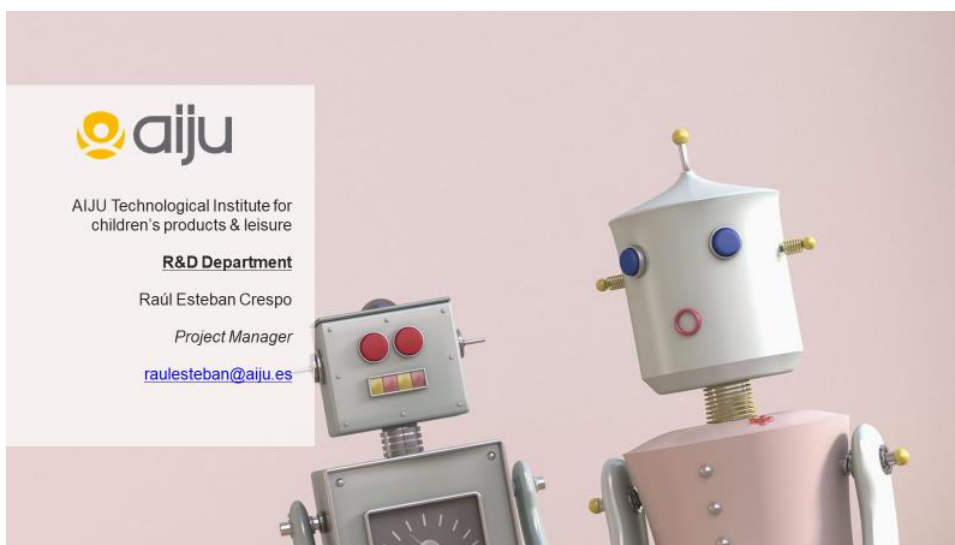 aiju
AIJU Technological Institute for
children's products & leisure
R&D Department
Raúl Esteban Crespo
Project Manager
raulesteban@aiju.es